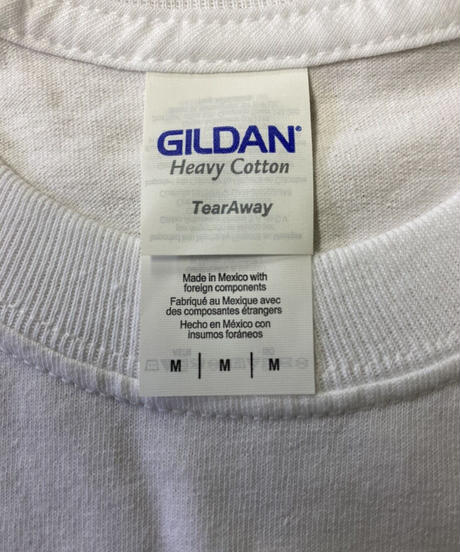 GILDAN®
Heavy Cotton
TearAway
Made in Mexico with
foreign components
Fabriqué au Mexique avec
des composantes étrangers
Hecho en México con
insumos foráneos
M | M | M